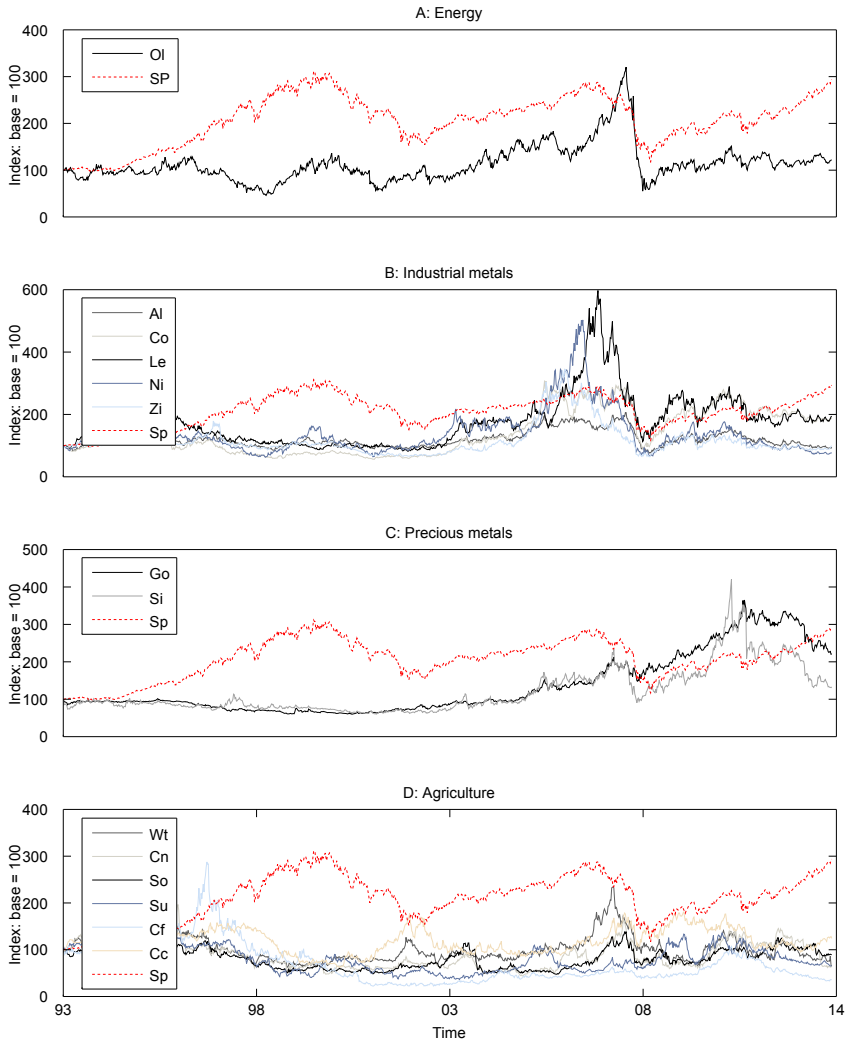 A: Energy
400
300
200
100
0
Index: base = 100
Ol
SP
B: Industrial metals
600
400
200
0
Index: base = 100
Al
Co
Le
Ni
Zi
Sp
C: Precious metals
500
400
300
200
100
0
Index: base = 100
Go
Si
Sp
D: Agriculture
400
300
200
100
0
Index: base = 100
Wt
Cn
So
Su
Cf
Cc
Sp
93 98 03 08 14
Time